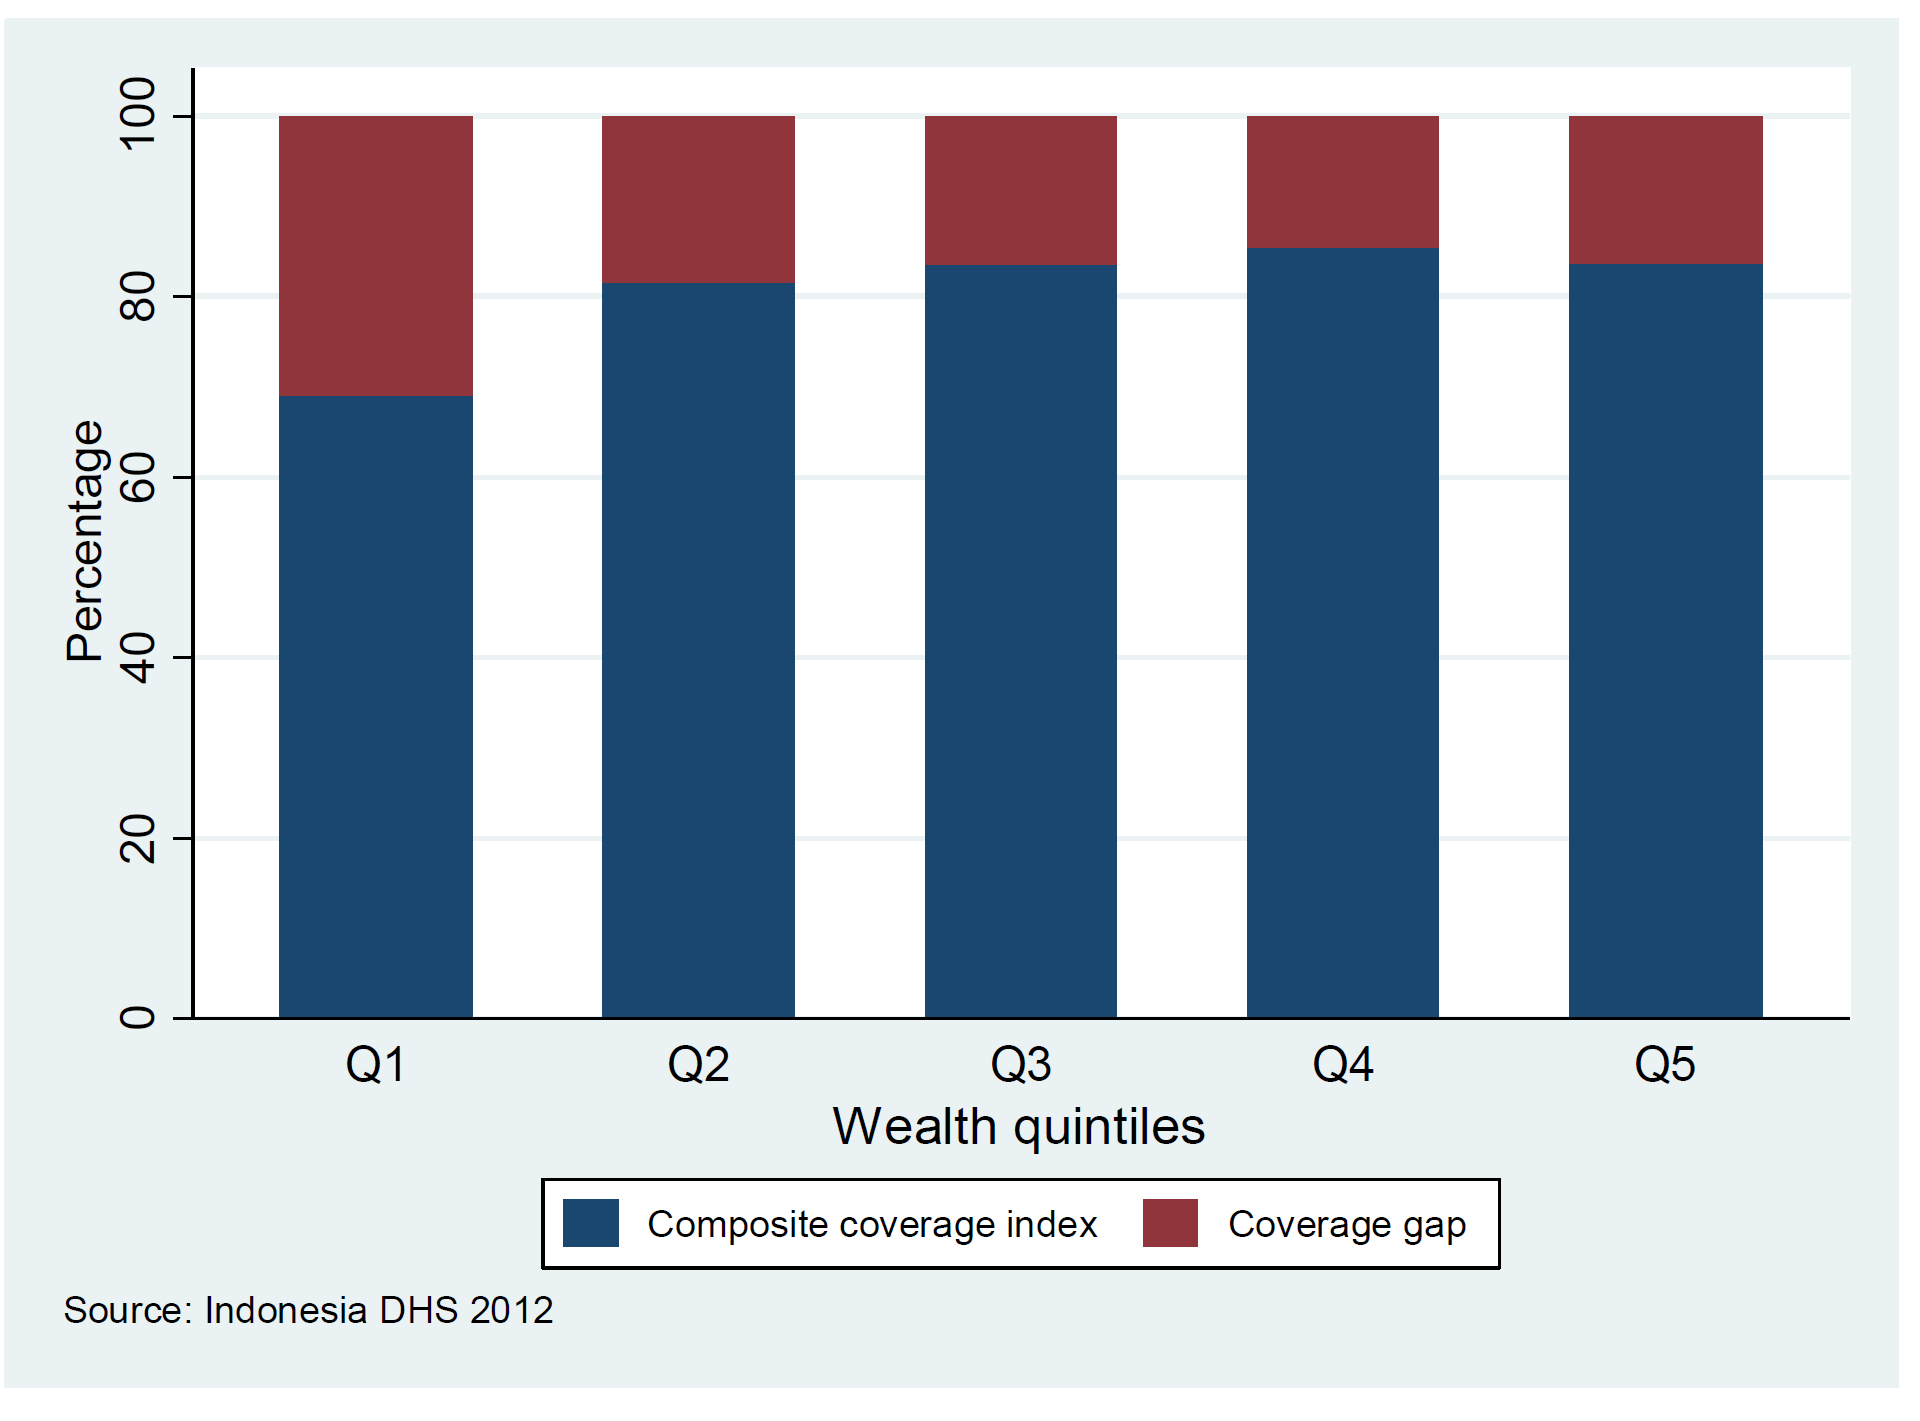 Percentage
100
80
60
40
20
0
Q1 Q2 Q3 Q4 Q5
Wealth quintiles
Composite coverage index Coverage gap
Source: Indonesia DHS 2012